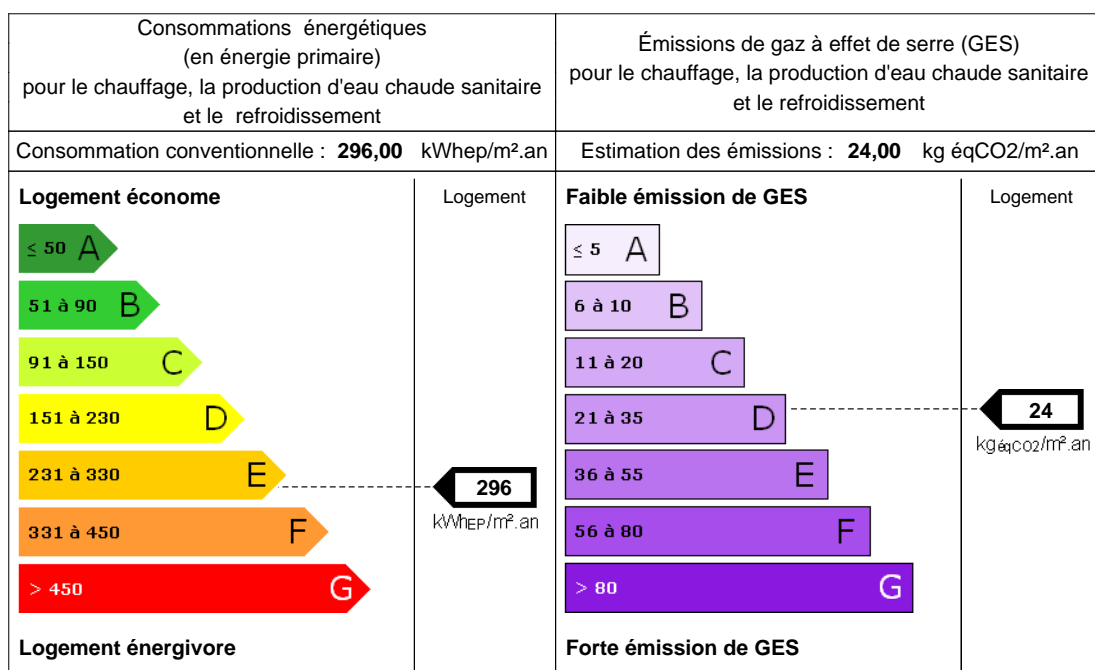 Consommations énergétiques
(en énergie primaire)
pour le chauffage, la production d'eau chaude sanitaire
et le refroidissement
Émissions de gaz à effet de serre (GES)
pour le chauffage, la production d'eau chaude sanitaire
et le refroidissement
Consommation conventionnelle : 296,00 kWhep/m².an
Estimation des émissions : 24,00 kg éqCO2/m².an
Logement économe
Logement
≤ 50 A
51 à 90 B
91 à 150 C
151 à 230 D
231 à 330 E
331 à 450 F
> 450 G
296
kWhEP/m².an
Logement énergivore
Faible émission de GES
Logement
≤ 5 A
6 à 10 B
11 à 20 C
21 à 35 D
36 à 55 E
56 à 80 F
> 80 G
24
kgéqCO2/m².an
Forte émission de GES